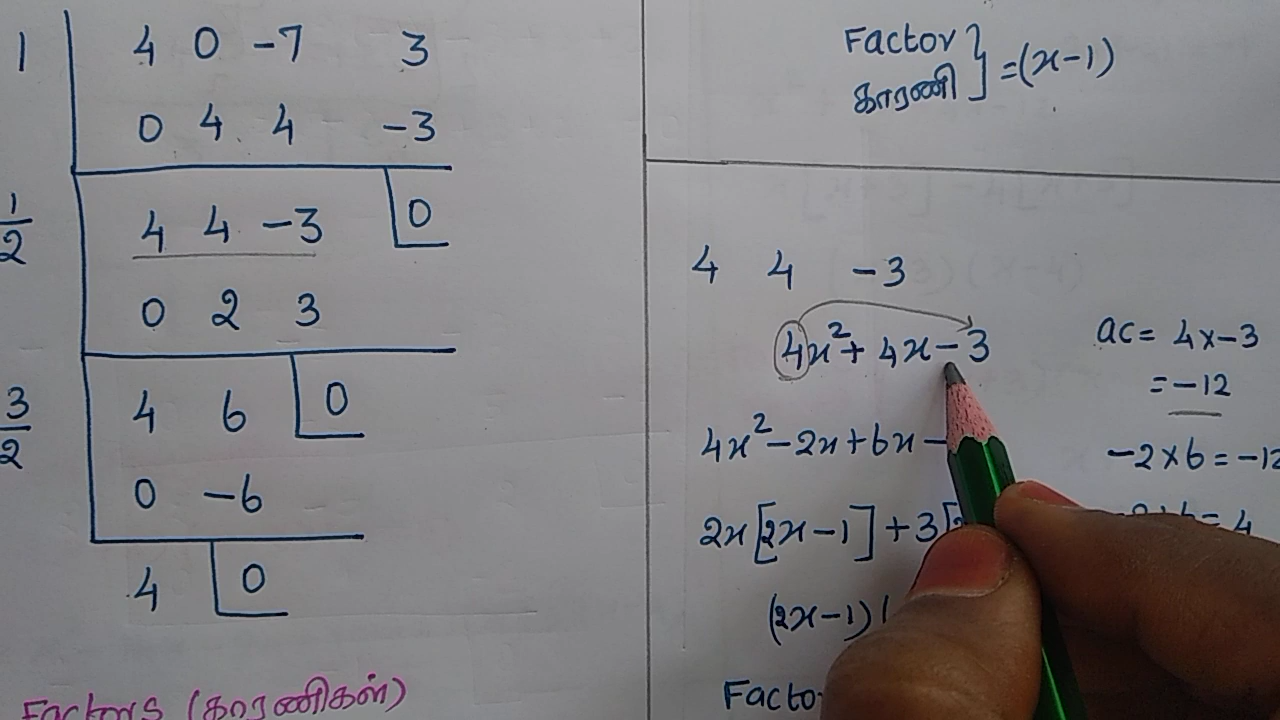 1 4 0 -7 3
0 4 4 -3
1/2 4 4 -3 0
0 2 3
3/2 4 6 0
0 -6
4 0
Factors (காரணிகள்)
Factor
காரணி } = (x-1)
4 4 -3
4x²+ 4x-3
4x²-2x+6x-
2x[2x-1]+3[
(2x-1)(
ac= 4x-3
= -12
-2x6=-12
= 4